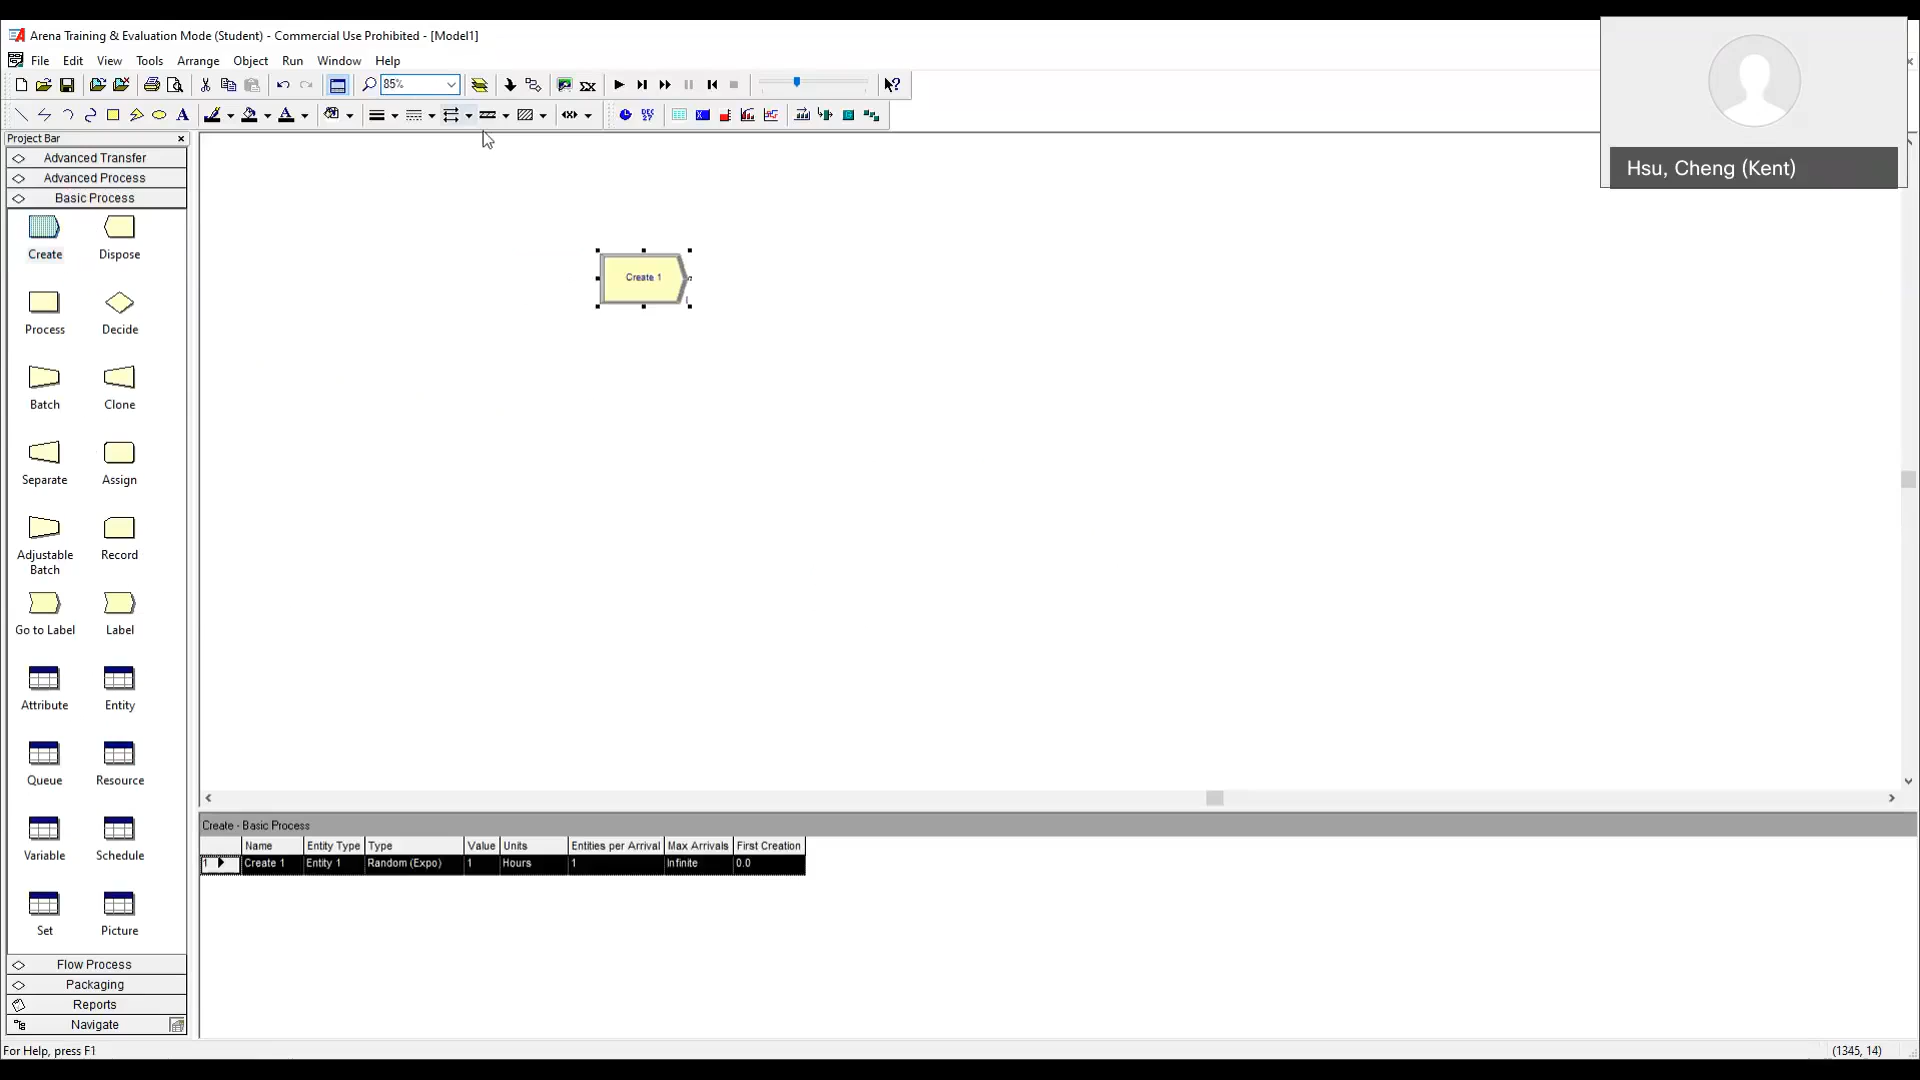 Arena Training & Evaluation Mode (Student) - Commercial Use Prohibited - [Model1]
File Edit View Tools Arrange Object Run Window Help
85%
Project Bar
Advanced Transfer
Advanced Process
Basic Process
Create Dispose
Process Decide
Batch Clone
Separate Assign
Adjustable Batch Record
Go to Label Label
Attribute Entity
Queue Resource
Variable Schedule
Set Picture
Flow Process
Packaging
Reports
Navigate
Create 1
Hsu, Cheng (Kent)
Create - Basic Process
Name Entity Type Type Value Units Entities per Arrival Max Arrivals First Creation
1 Create 1 Entity 1 Random (Expo) 1 Hours 1 Infinite 0.0
For Help, press F1
(1345, 14)